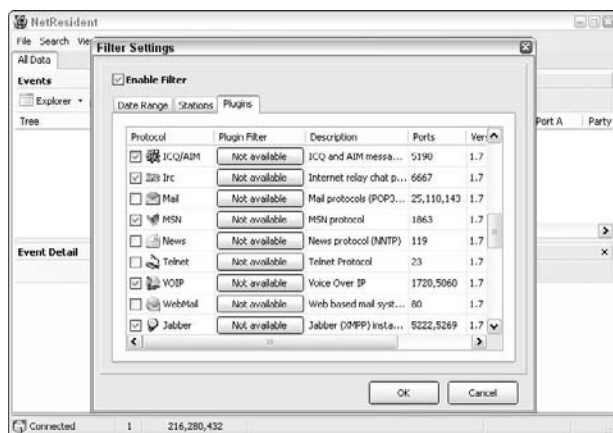 NetResident
File Search Vie
All Data
Events
Explorer
Tree
Port A Party
Event Detail
Filter Settings
Enable Filter
Date Range Stations Plugins
Protocol Plugin Filter Description Ports Vers
ICQ/AIM Not available ICQ and AIM messa... 5190 1.7
Irc Not available Internet relay chat p... 6667 1.7
Mail Not available Mail protocols (POP3... 25,110,143 1.7
MSN Not available MSN protocol 1863 1.7
News Not available News protocol (NNTP) 119 1.7
Telnet Not available Telnet Protocol 23 1.7
VOIP Not available Voice Over IP 1720,5060 1.7
WebMail Not available Web based mail syst... 80 1.7
Jabber Not available Jabber (XMPP) insta... 5222,5269 1.7
OK Cancel
Connected 1 216,280,432